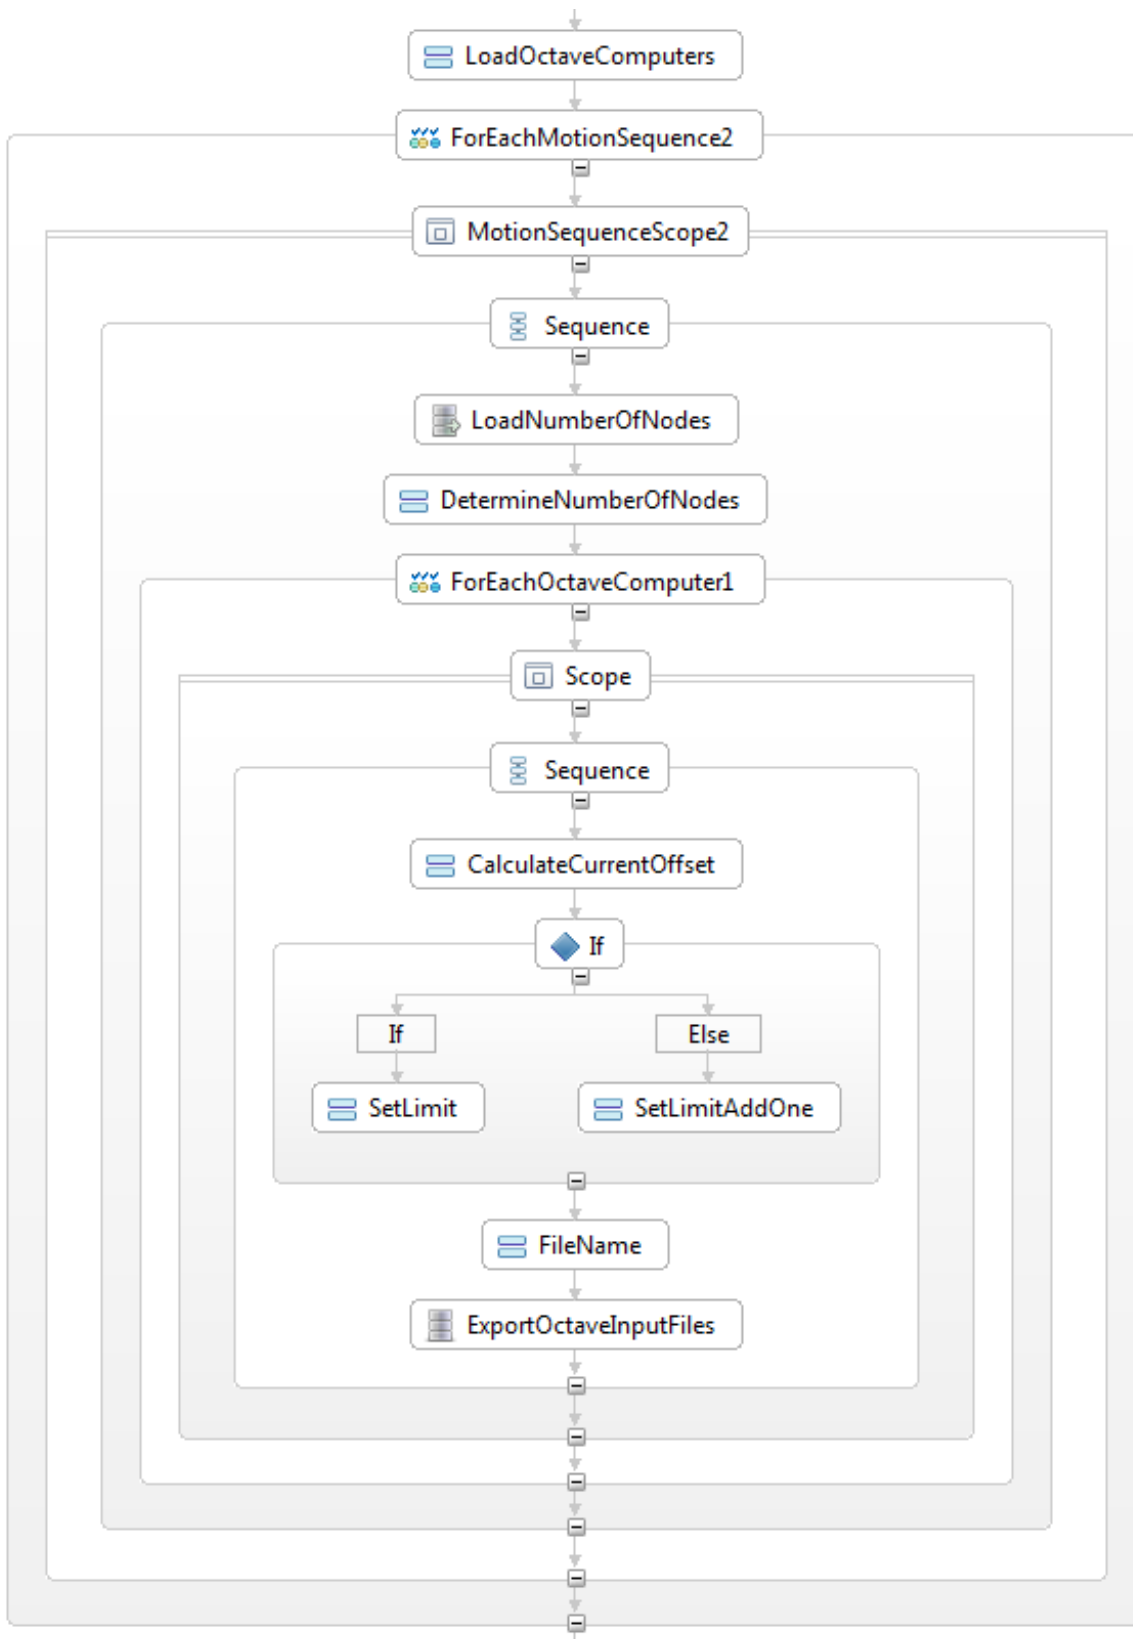 LoadOctaveComputers
ForEachMotionSequence2
MotionSequenceScope2
Sequence
LoadNumberOfNodes
DetermineNumberOfNodes
ForEachOctaveComputer1
Scope
Sequence
CalculateCurrentOffset
If
If Else
SetLimit SetLimitAddOne
FileName
ExportOctaveInputFiles